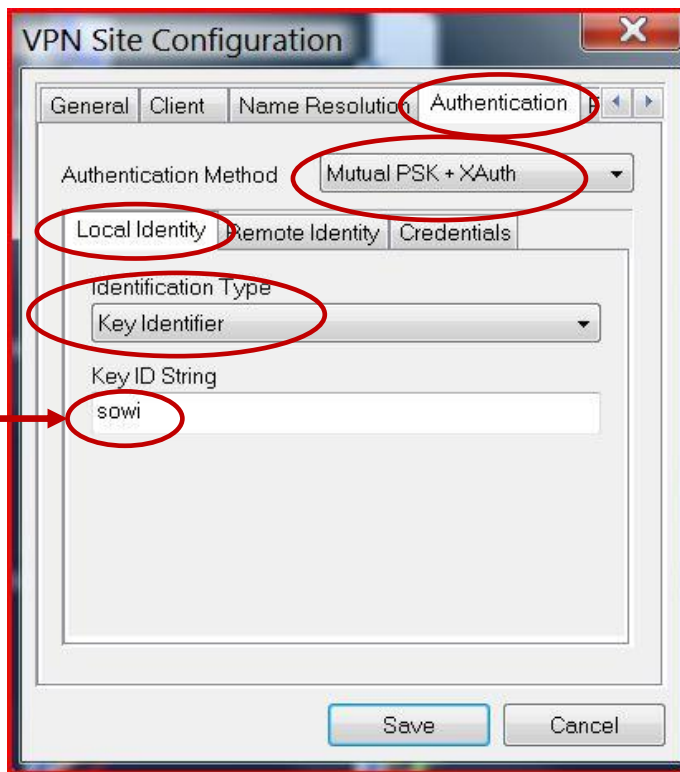 VPN Site Configuration
General Client Name Resolution Authentication
Authentication Method Mutual PSK + XAuth
Local Identity Remote Identity Credentials
Identification Type
Key Identifier
Key ID String
sowi
Save Cancel